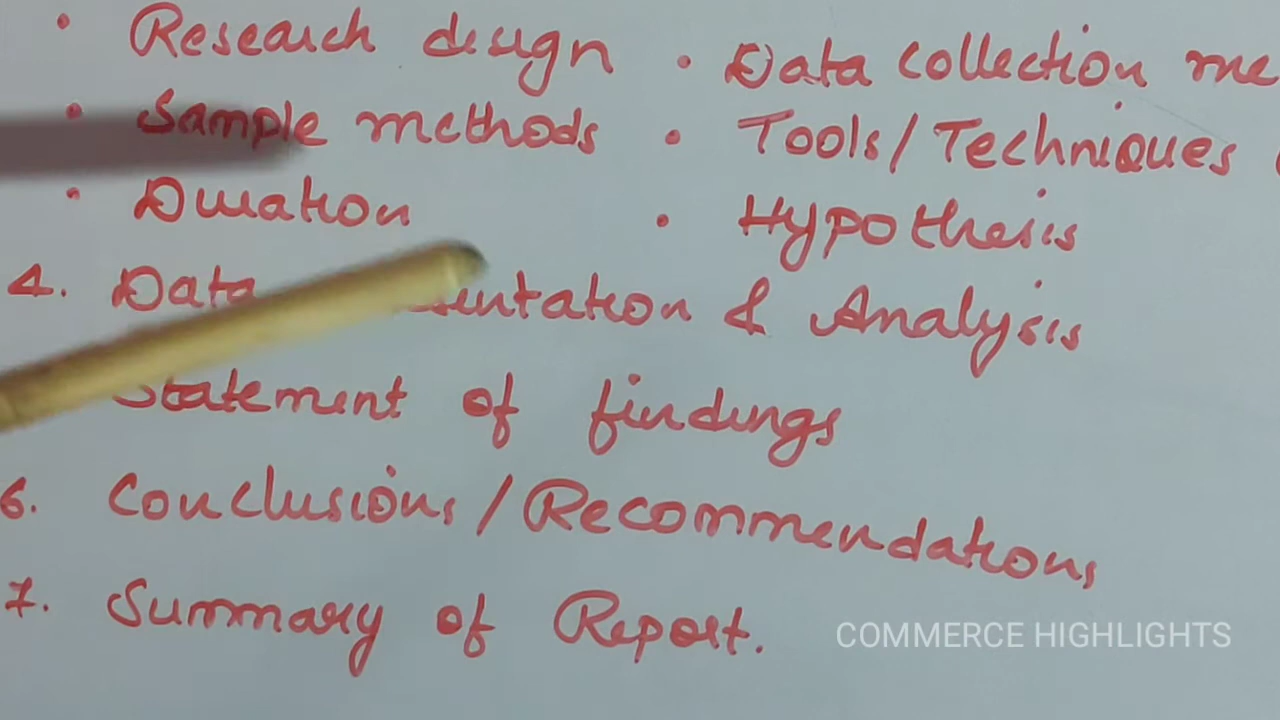 • Research design • Data collection me
• Sample methods • Tools/Techniques
• Duration • Hypothesis
4. Data & Analysis
Statement of findings
6. Conclusions/Recommendations
7. Summary of Report.
COMMERCE HIGHLIGHTS